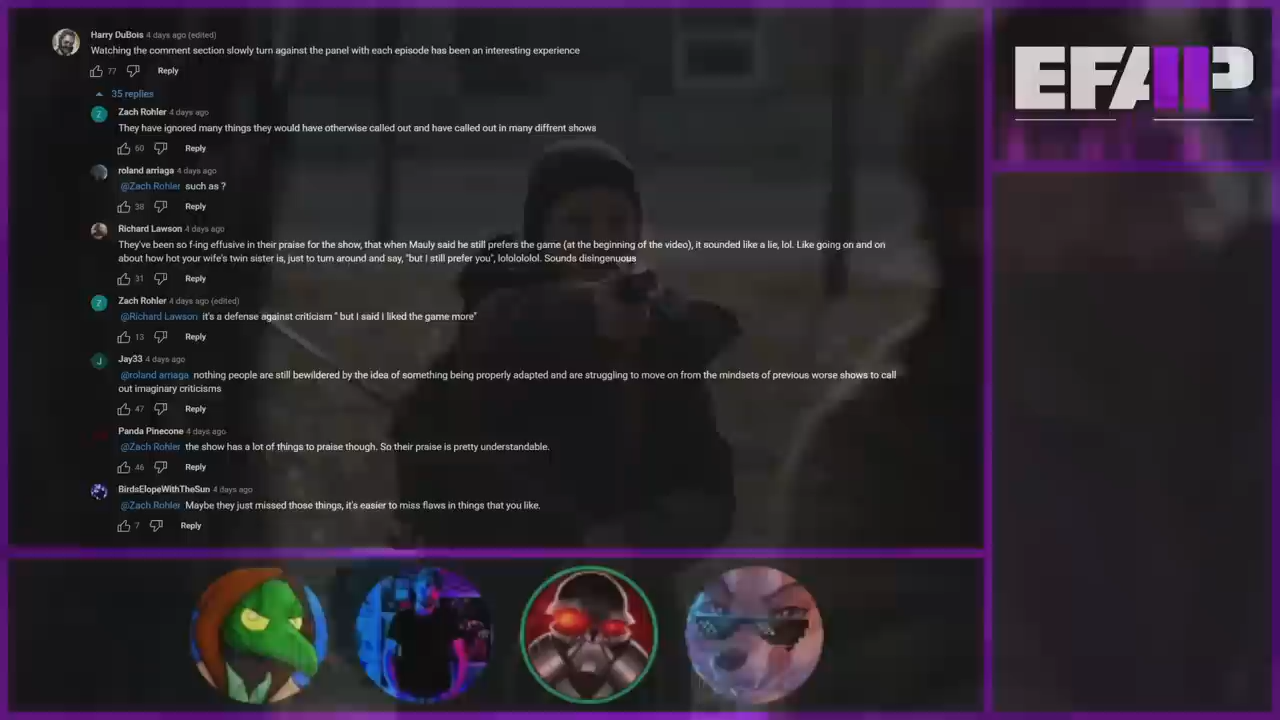 Harry DuBois 4 days ago (edited)
Watching the comment section slowly turn against the panel with each episode has been an interesting experience
77 Reply
35 replies
Z Zach Rohler 4 days ago
They have ignored many things they would have otherwise called out and have called out in many diffrent shows
60 Reply
roland arriaga 4 days ago
@Zach Rohler such as ?
38 Reply
Richard Lawson 4 days ago
They've been so f-ing effusive in their praise for the show, that when Mauly said he still prefers the game (at the beginning of the video), it sounded like a lie, lol. Like going on and on
about how hot your wife's twin sister is, just to turn around and say, "but I still prefer you", lolololol. Sounds disingenuous
31 Reply
Z Zach Rohler 4 days ago (edited)
@Richard Lawson it's a defense against criticism " but I said I liked the game more"
13 Reply
J Jay33 4 days ago
@roland arriaga nothing people are still bewildered by the idea of something being properly adapted and are struggling to move on from the mindsets of previous worse shows to call
out imaginary criticisms
47 Reply
Panda Pinecone 4 days ago
@Zach Rohler the show has a lot of things to praise though. So their praise is pretty understandable.
46 Reply
BirdsElopeWithTheSun 4 days ago
@Zach Rohler Maybe they just missed those things, it's easier to miss flaws in things that you like.
7 Reply
EFAP